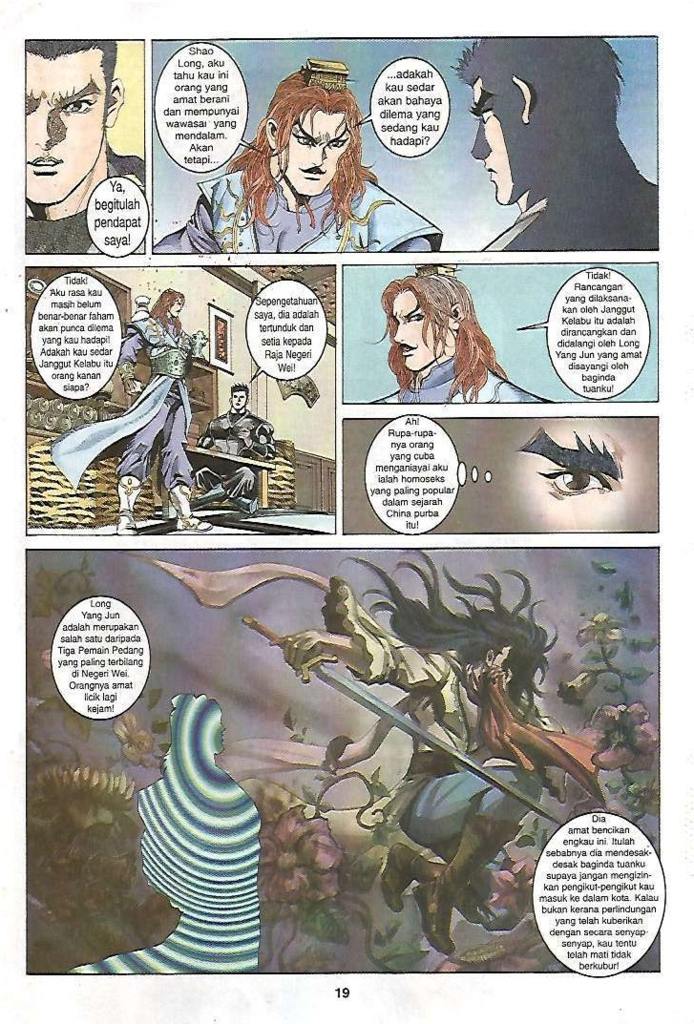 Ya,
begitulah
pendapat
saya!
Shao
Long, aku
tahu kau ini
orang yang
amat berani
dan mempunyai
wawasai yang
mendalam.
Akan
tetapi...
...adakah
kau sedar
akan bahaya
dilema yang
sedang kau
hadapi?
Tidak!
Aku rasa kau
masih belum
benar-benar faham
akan punca dilema
yang kau hadapi!
Adakah kau sedar
Janggut Kelabu itu
orang kanan
siapa?
Sepengetahuan
saya, dia adalah
tertunduk dan
setia kepada
Raja Negeri
Wei!
Tidak!
Rancangan
yang dilaksana-
kan oleh Janggut
Kelabu itu adalah
dirancangkan dan
didalangi oleh Long
Yang Jun yang amat
disayangi oleh
baginda
tuanku!
Ah!
Rupa-rupa-
nya orang
yang cuba
menganiayai aku
ialah homoseks
yang paling popular
dalam sejarah
China purba
itu!
Long
Yang Jun
adalah merupakan
salah satu daripada
Tiga Pemain Pedang
yang paling terbilang
di Negeri Wei.
Orangnya amat
licik lagi
kejam!
Dia
amat bencikan
engkau ini. Itulah
sebabnya dia mendesak-
desak baginda tuanku
supaya jangan mengizin-
kan pengikut-pengikut kau
masuk ke dalam kota. Kalau
bukan kerana perlindungan
yang telah kuberikan
dengan secara senyap-
senyap, kau tentu
telah mati tidak
berkubur!
19